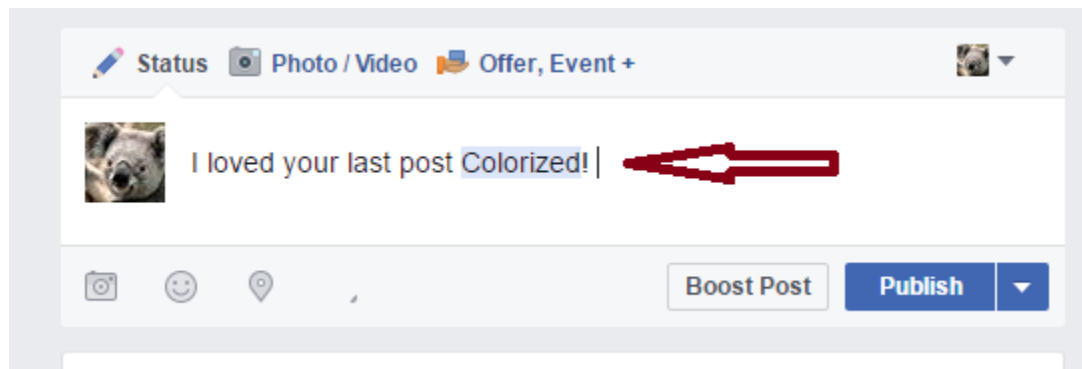 Status Photo / Video Offer, Event +
I loved your last post Colorized!
Boost Post Publish